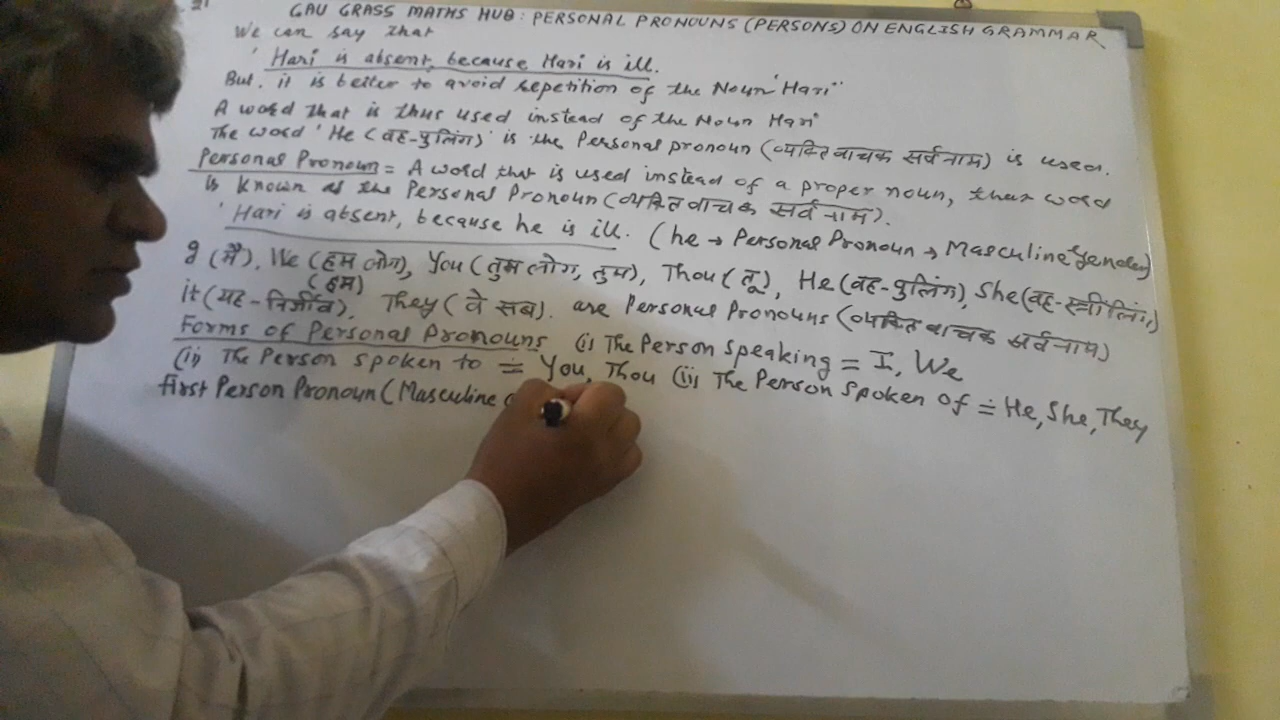 GAU GRASS MATHS HUB: PERSONAL PRONOUNS (PERSONS) ON ENGLISH GRAMMAR
We can say that
'Hari is absent, because Hari is ill.
But, it is better to avoid repetition of the Noun 'Hari''
A word that is thus used instead of the Noun Hari'
The word 'He (वह-पुलिंग)' is the Personal pronoun (व्यक्तिवाचक सर्वनाम) is used.
Personal Pronoun = A word that is used instead of a proper noun, that word
is known as the Personal Pronoun (व्यक्तिवाचक सर्वनाम).
'Hari is absent, because he is ill. (he → Personal Pronoun → Masculine Gender)
I (मैं), We (हम लोग), You (तुम लोग, तुम), Thou (तू), He (वह-पुलिंग), She (वह-स्त्रीलिंग)
(हम)
it (यह-निर्जीव), They (वे सब). are Personal Pronouns (व्यक्तिवाचक सर्वनाम)
Forms of Personal Pronouns (i) The Person speaking = I, We
(ii) The Person spoken to = You, Thou (iii) The Person Spoken of = He, She, They
first Person Pronoun (Masculine